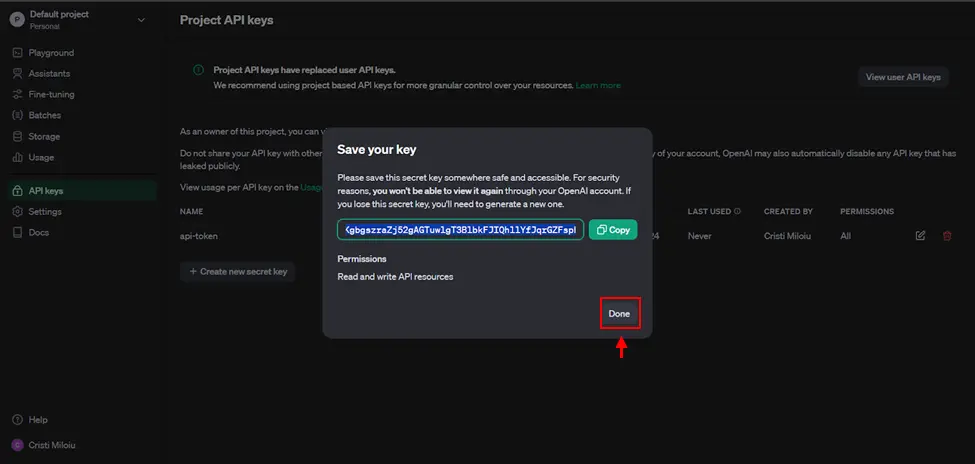 Default project
Personal
Project API keys
Playground
Assistants
Fine-tuning
Batches
Storage
Usage
API keys
Settings
Docs
Project API keys have replaced user API keys.
We recommend using project based API keys for more granular control over your resources. Learn more
View user API keys
As an owner of this project, you can
Do not share your API key with other
y of your account, OpenAI may also automatically disable any API key that has
leaked publicly.
View usage per API key on the Usag
NAME
LAST USED
CREATED BY
PERMISSIONS
api-token
24
Never
Cristi Miloiu
All
+ Create new secret key
Save your key
Please save this secret key somewhere safe and accessible. For security
reasons, you won't be able to view it again through your OpenAI account. If
you lose this secret key, you'll need to generate a new one.
Copy
Permissions
Read and write API resources
Done
Help
Cristi Miloiu